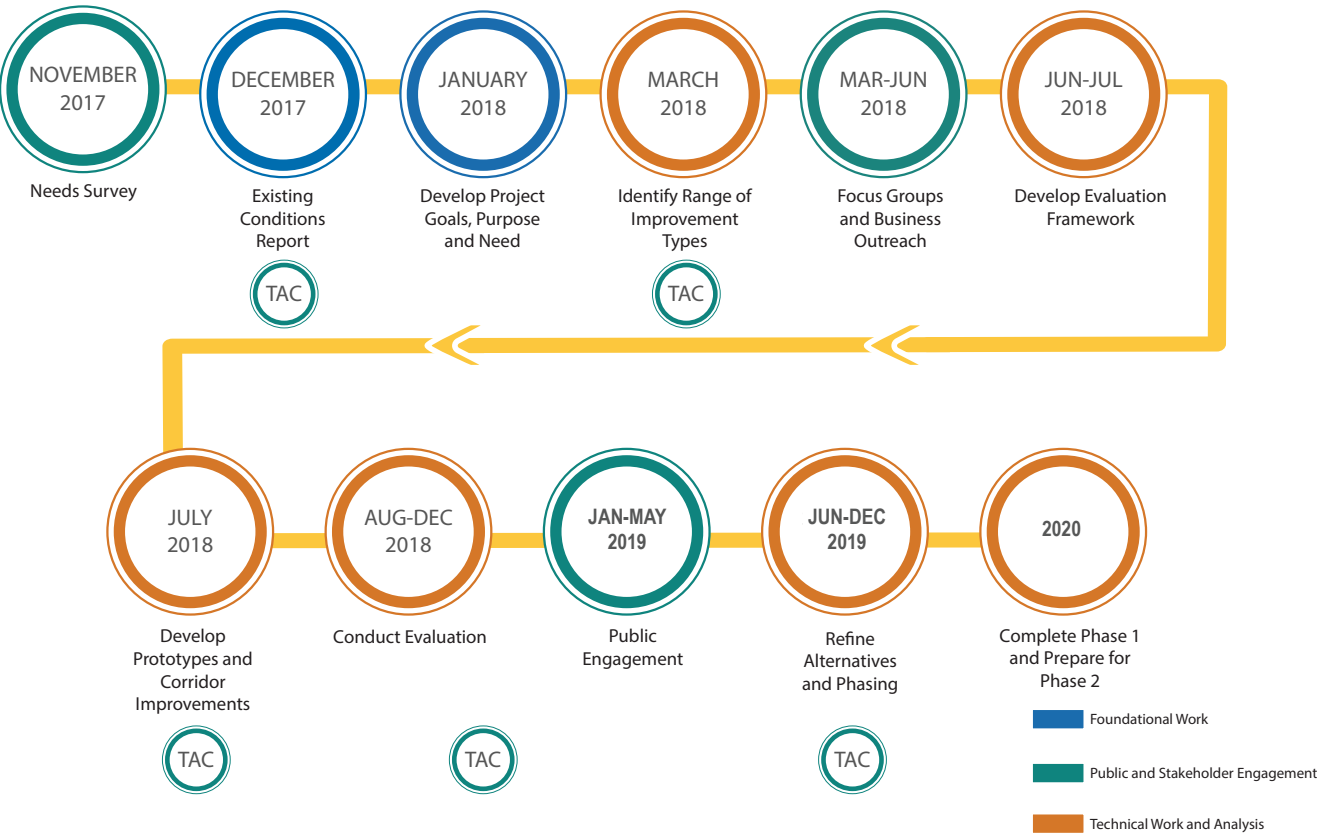 NOVEMBER
2017
Needs Survey
DECEMBER
2017
Existing
Conditions
Report
TAC
JANUARY
2018
Develop Project
Goals, Purpose
and Need
MARCH
2018
Identify Range of
Improvement
Types
TAC
MAR-JUN
2018
Focus Groups
and Business
Outreach
JUN-JUL
2018
Develop Evaluation
Framework
JULY
2018
Develop
Prototypes and
Corridor
Improvements
TAC
AUG-DEC
2018
Conduct Evaluation
TAC
JAN-MAY
2019
Public
Engagement
JUN-DEC
2019
Refine
Alternatives
and Phasing
TAC
2020
Complete Phase 1
and Prepare for
Phase 2
Foundational Work
Public and Stakeholder Engagement
Technical Work and Analysis